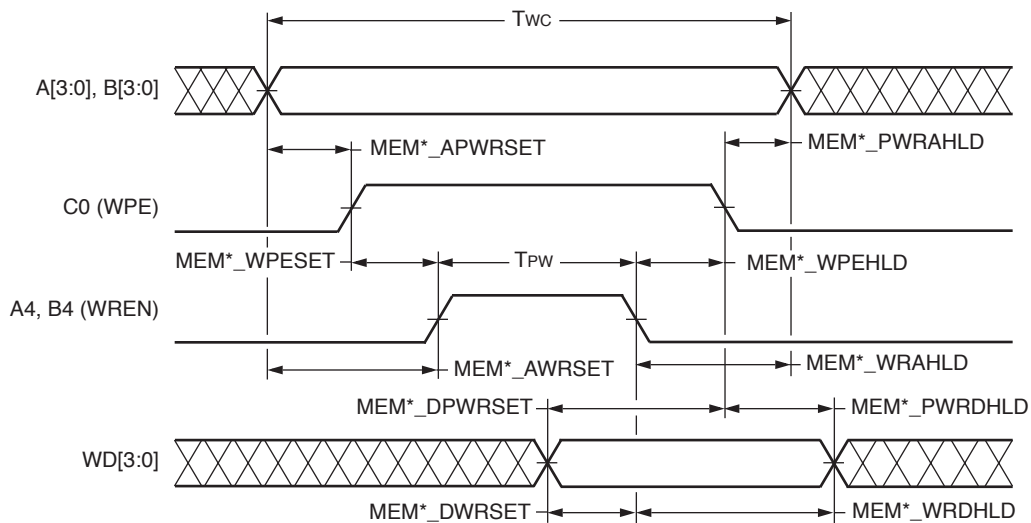 TWC
A[3:0], B[3:0]
MEM*_APWRSET
MEM*_PWRAHLD
C0 (WPE)
MEM*_WPESET
TPW
MEM*_WPEHLD
A4, B4 (WREN)
MEM*_AWRSET
MEM*_WRAHLD
MEM*_DPWRSET
MEM*_PWRDHLD
WD[3:0]
MEM*_DWRSET
MEM*_WRDHLD